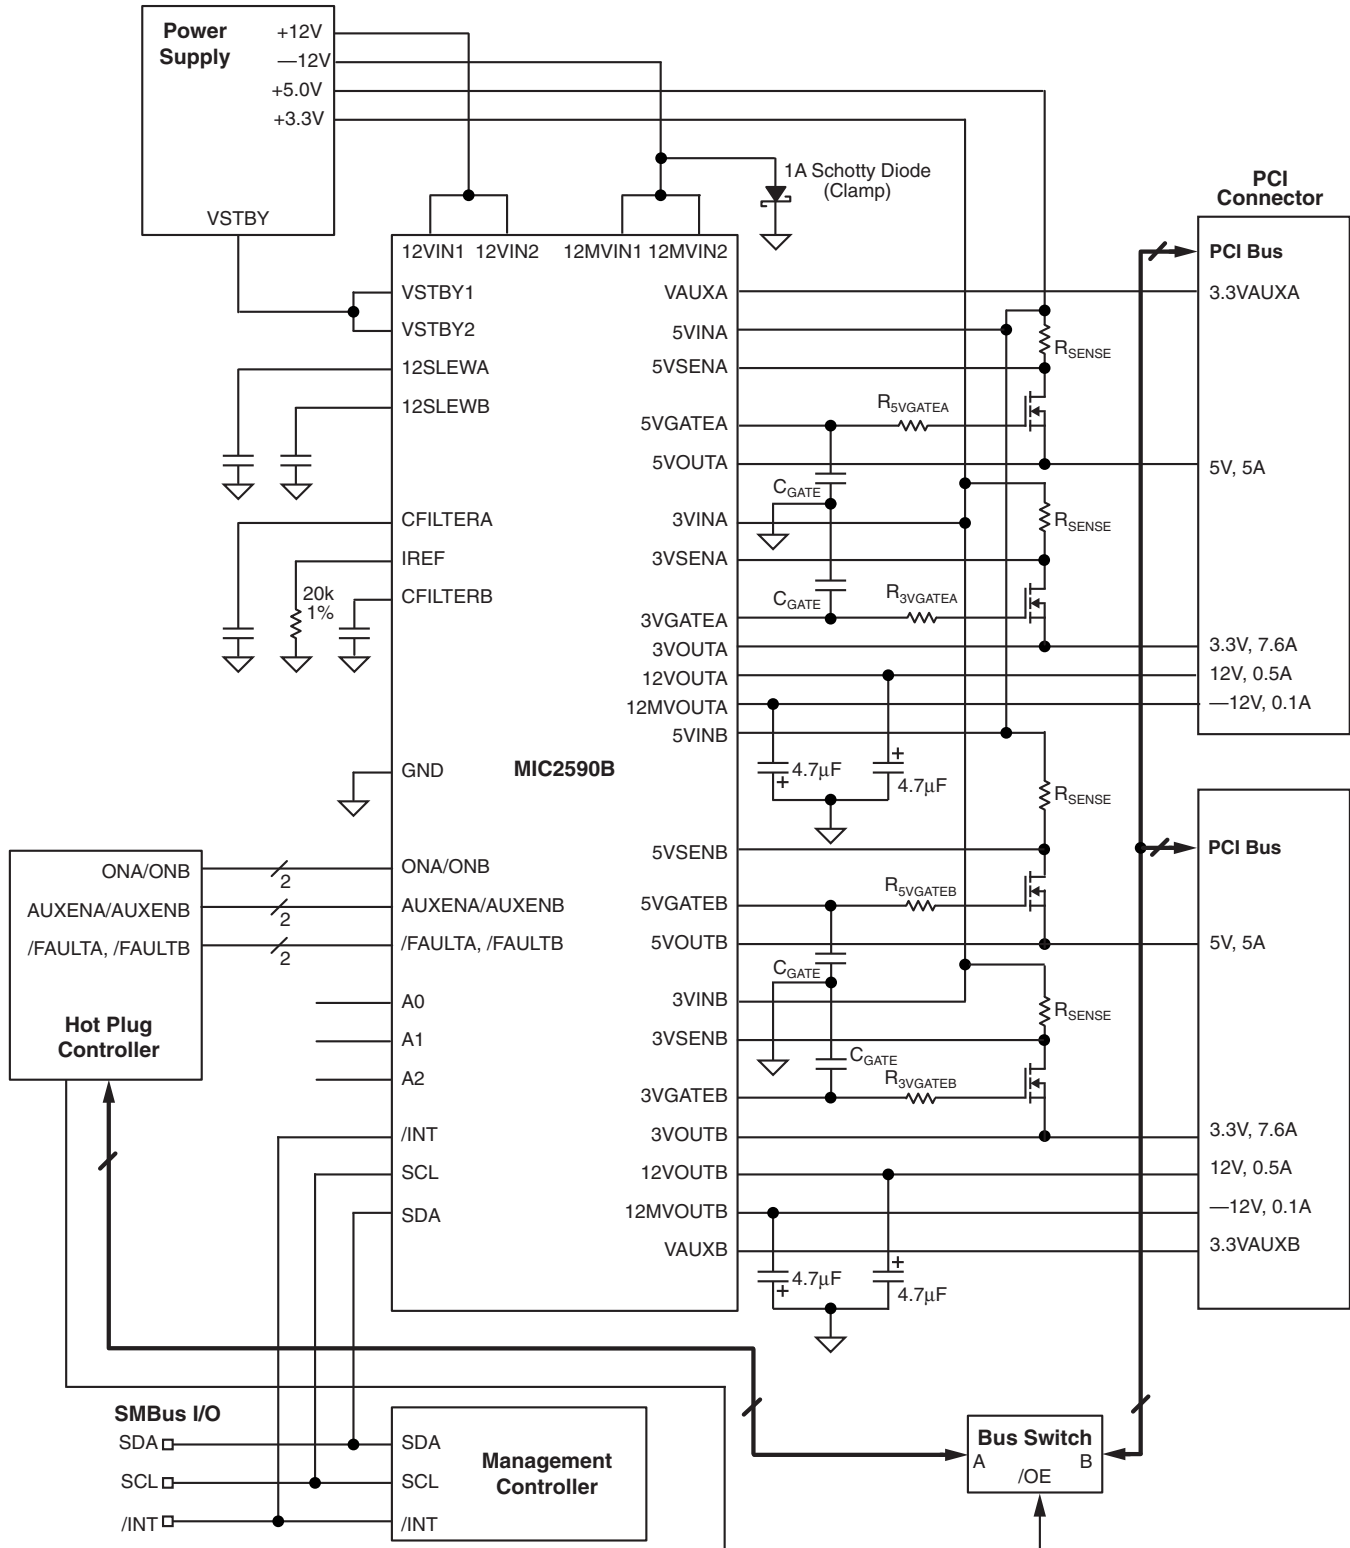 Power
Supply
+12V
—12V
+5.0V
+3.3V
VSTBY
1A Schotty Diode
(Clamp)
PCI
Connector
12VIN1 12VIN2 12MVIN1 12MVIN2
VSTBY1
VSTBY2
12SLEWA
12SLEWB
CFILTERA
IREF
CFILTERB
20k
1%
GND
MIC2590B
VAUXA
5VINA
5VSENA
5VGATEA
5VOUTA
3VINA
3VSENA
3VGATEA
3VOUTA
12VOUTA
12MVOUTA
5VINB
5VSENB
5VGATEB
5VOUTB
3VINB
3VSENB
3VGATEB
3VOUTB
12VOUTB
12MVOUTB
VAUXB
RSENSE
R5VGATEA
CGATE
RSENSE
CGATE
R3VGATEA
4.7µF
+
+
4.7µF
RSENSE
R5VGATEB
CGATE
RSENSE
CGATE
R3VGATEB
4.7µF
+
+
4.7µF
PCI Bus
3.3VAUXA
5V, 5A
3.3V, 7.6A
12V, 0.5A
—12V, 0.1A
PCI Bus
5V, 5A
3.3V, 7.6A
12V, 0.5A
—12V, 0.1A
3.3VAUXB
ONA/ONB
AUXENA/AUXENB
/FAULTA, /FAULTB
Hot Plug
Controller
2
2
2
ONA/ONB
AUXENA/AUXENB
/FAULTA, /FAULTB
A0
A1
A2
/INT
SCL
SDA
SMBus I/O
SDA
SCL
/INT
SDA
SCL
/INT
Management
Controller
Bus Switch
A B
/OE